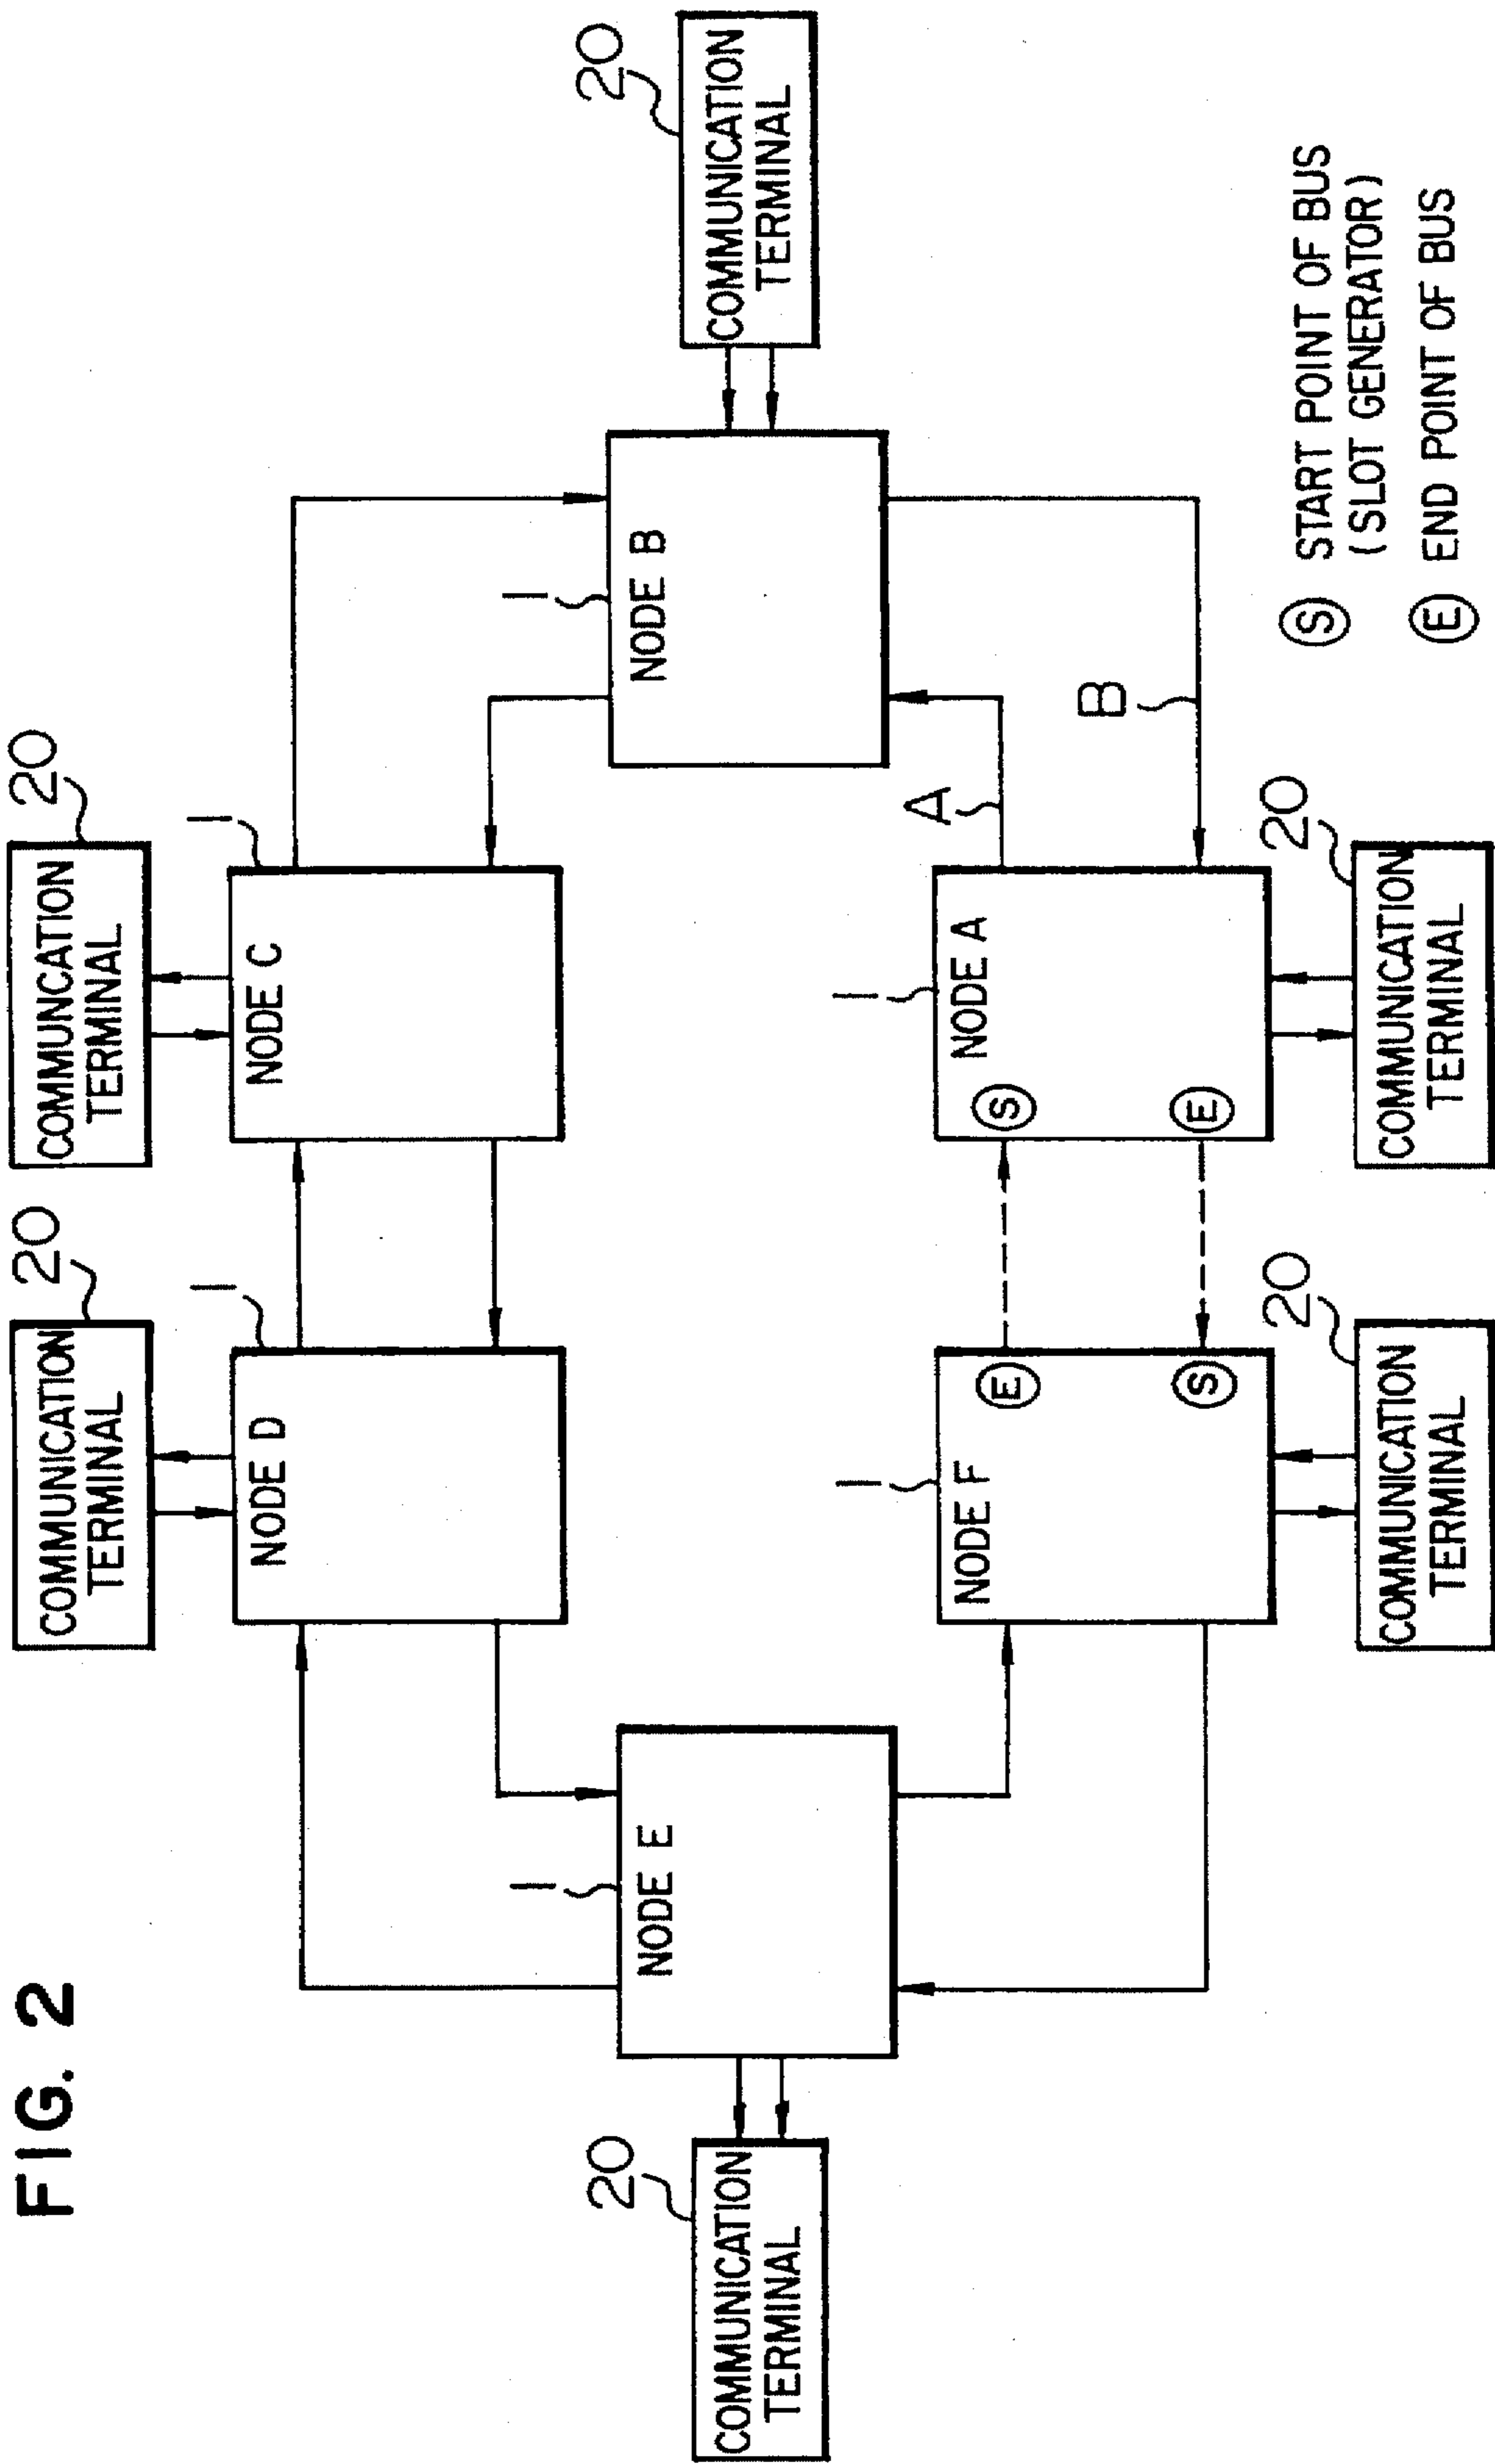 FIG. 2
COMMUNICATION
TERMINAL
20
COMMUNCATION
TERMINAL
20
1
NODE D
1
NODE C
20
COMMUNICATION
TERMINAL
1
NODE E
1
NODE B
20
COMMUNICATION
TERMINAL
1
NODE F
E
S
1
NODE A
S
E
A
B
20
COMMUNICATION
TERMINAL
20
COMMUNICATION
TERMINAL
S START POINT OF BUS
(SLOT GENERATOR)
E END POINT OF BUS